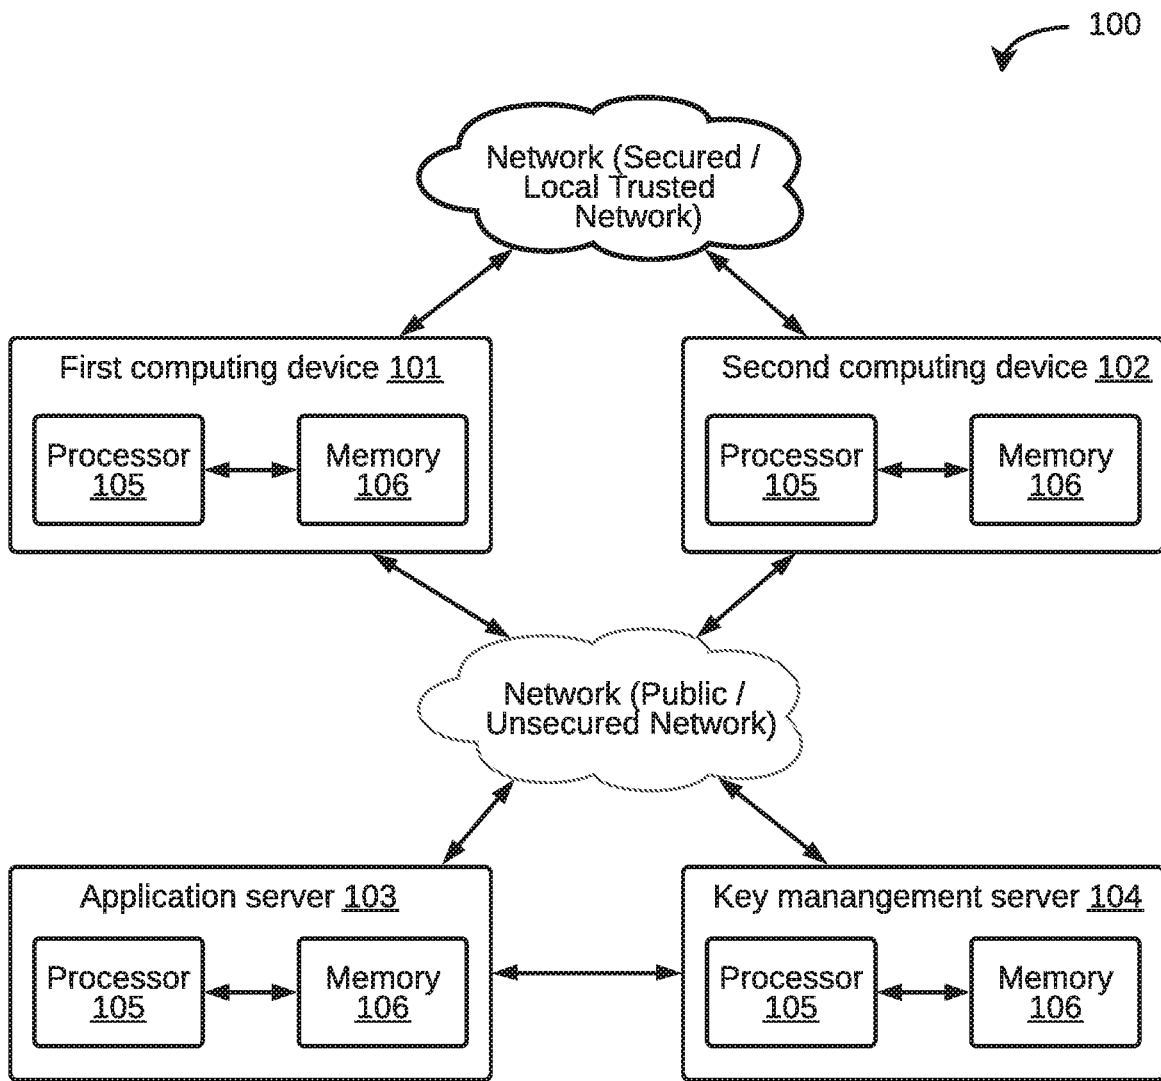 100
Network (Secured /
Local Trusted
Network)
First computing device 101
Second computing device 102
Processor
105
Memory
106
Processor
105
Memory
106
Network (Public /
Unsecured Network)
Application server 103
Key manangement server 104
Processor
105
Memory
106
Processor
105
Memory
106